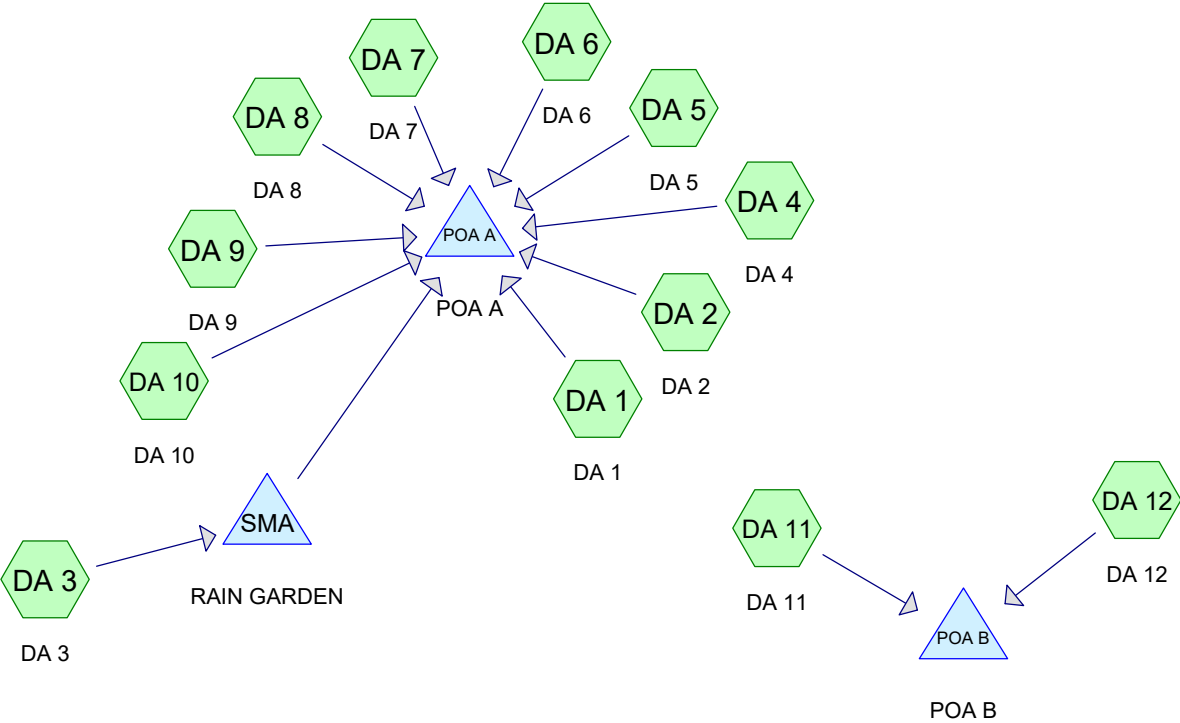 DA 6
DA 7
DA 6
DA 7
DA 5
DA 5
DA 8
DA 8
DA 4
DA 4
POA A
POA A
DA 9
DA 9
DA 2
DA 2
DA 10
DA 10
DA 1
DA 1
SMA
RAIN GARDEN
DA 3
DA 3
DA 11
DA 11
DA 12
DA 12
POA B
POA B